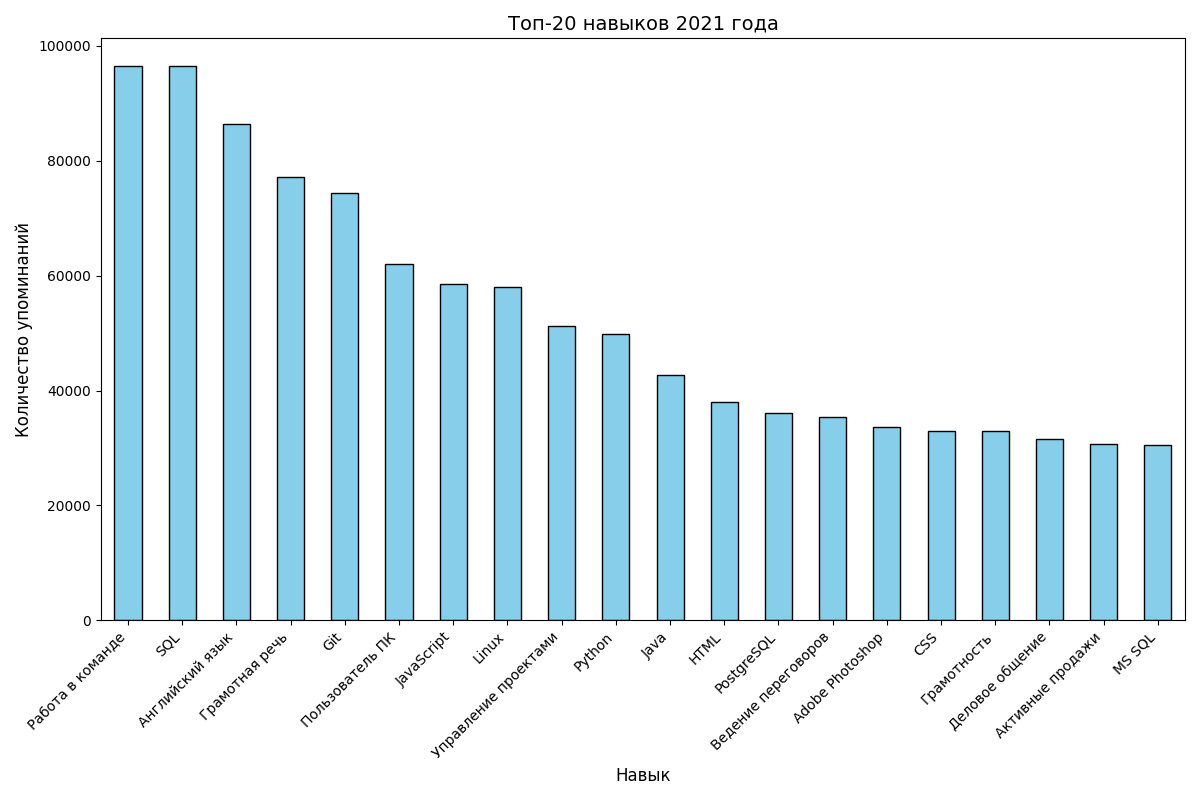 Топ-20 навыков 2021 года
Количество упоминаний
100000
80000
60000
40000
20000
0
Работа в команде
SQL
Английский язык
Грамотная речь
Git
Пользователь ПК
JavaScript
Linux
Управление проектами
Python
Java
HTML
PostgreSQL
Ведение переговоров
Adobe Photoshop
CSS
Грамотность
Деловое общение
Активные продажи
MS SQL
Навык